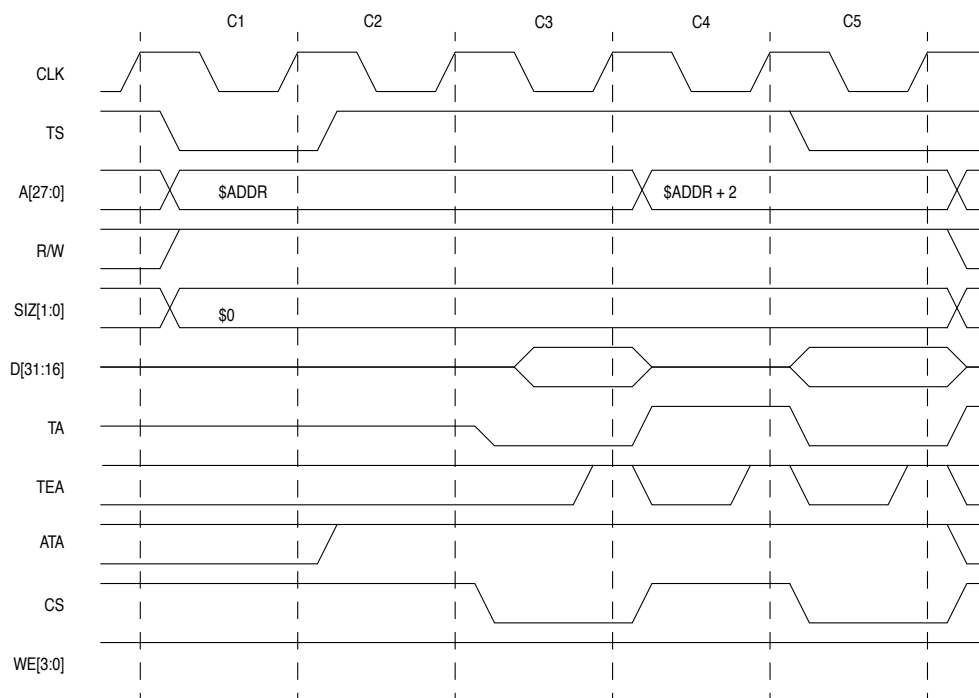 C1 C2 C3 C4 C5
CLK
TS
A[27:0] $ADDR $ADDR + 2
R/W
SIZ[1:0] $0
D[31:16]
TA
TEA
ATA
CS
WE[3:0]